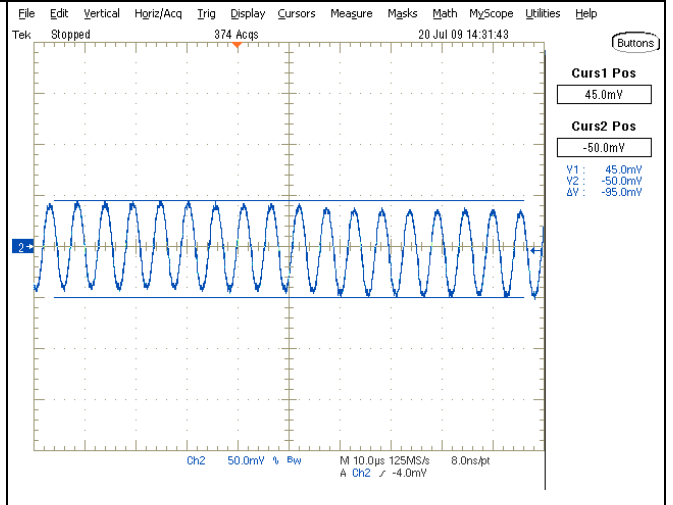 File Edit Vertical Horiz/Acq Trig Display Cursors Measure Masks Math MyScope Utilities Help
Tek Stopped 374 Acqs 20 Jul 09 14:31:43
Buttons
Curs1 Pos
45.0mV
Curs2 Pos
-50.0mV
V1 : 45.0mV
V2 : -50.0mV
ΔV : -95.0mV
2
Ch2 50.0mV % Bw M 10.0µs 125MS/s 8.0ns/pt
A Ch2 / -4.0mV